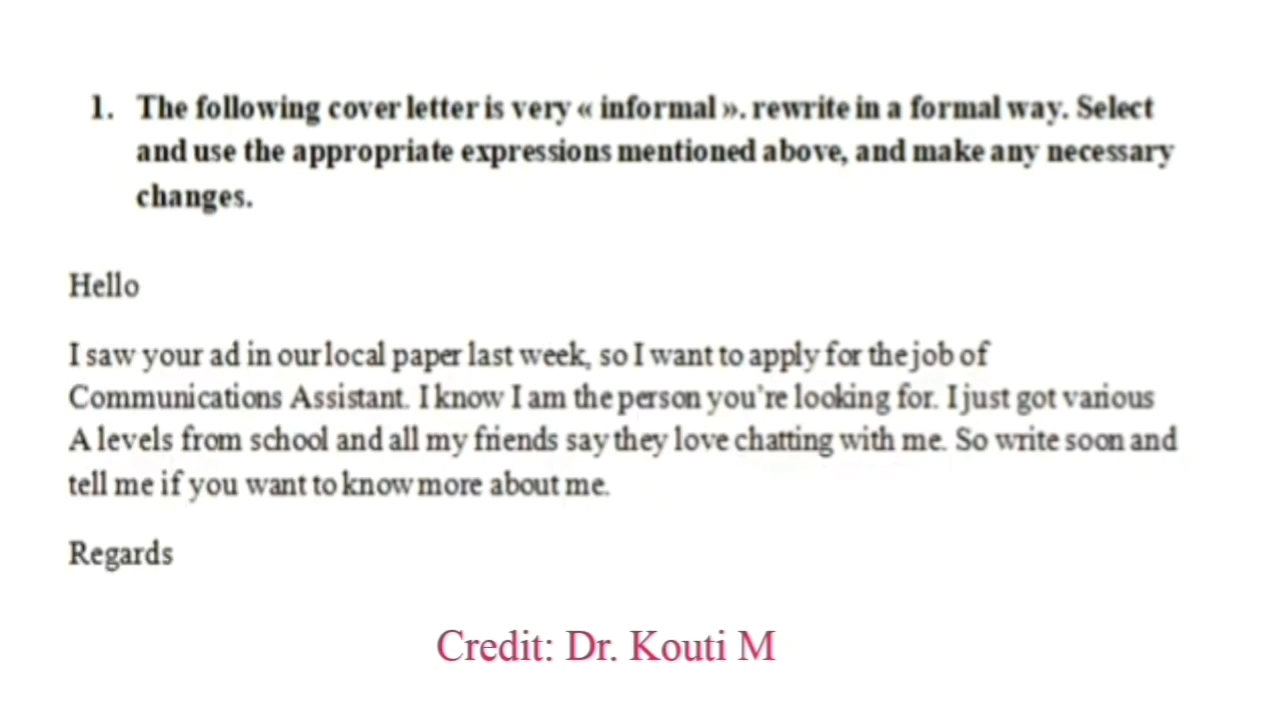 1. The following cover letter is very « informal ». rewrite in a formal way. Select
and use the appropriate expressions mentioned above, and make any necessary
changes.
Hello
I saw your ad in our local paper last week, so I want to apply for the job of
Communications Assistant. I know I am the person you're looking for. I just got various
A levels from school and all my friends say they love chatting with me. So write soon and
tell me if you want to know more about me.
Regards
Credit: Dr. Kouti M